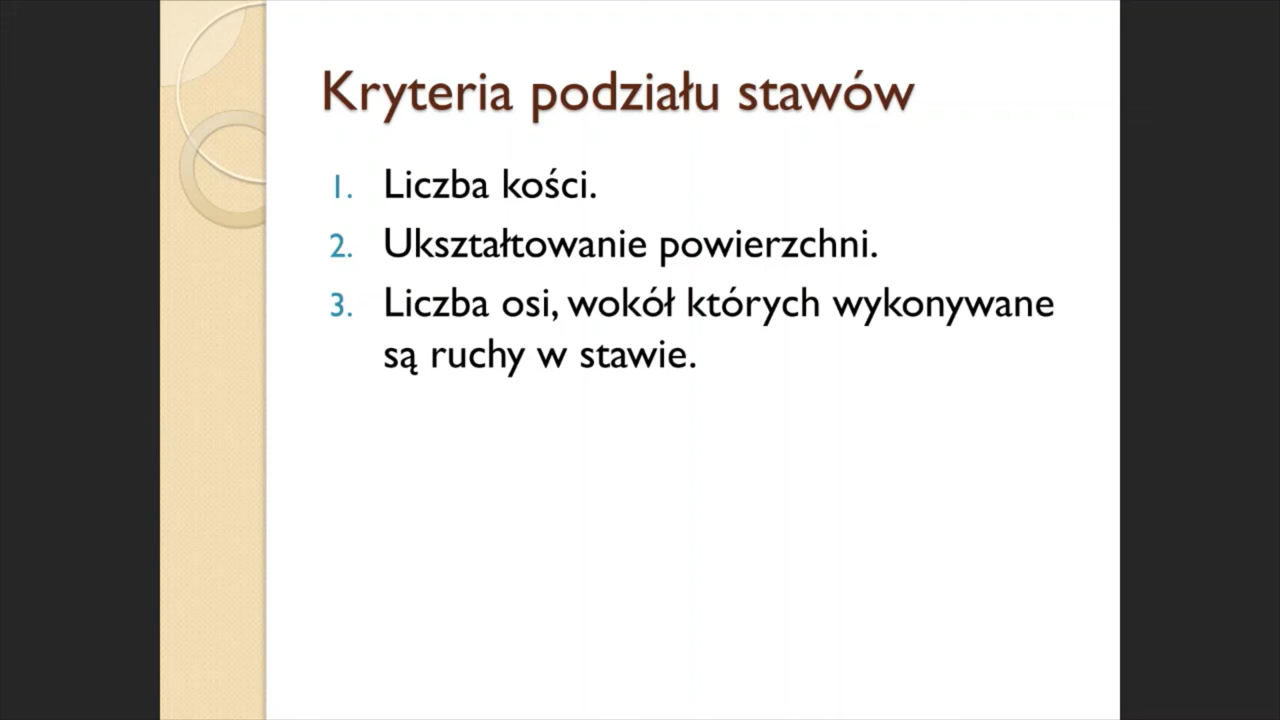 Kryteria podziału stawów
1. Liczba kości.
2. Ukształtowanie powierzchni.
3. Liczba osi, wokół których wykonywane
są ruchy w stawie.